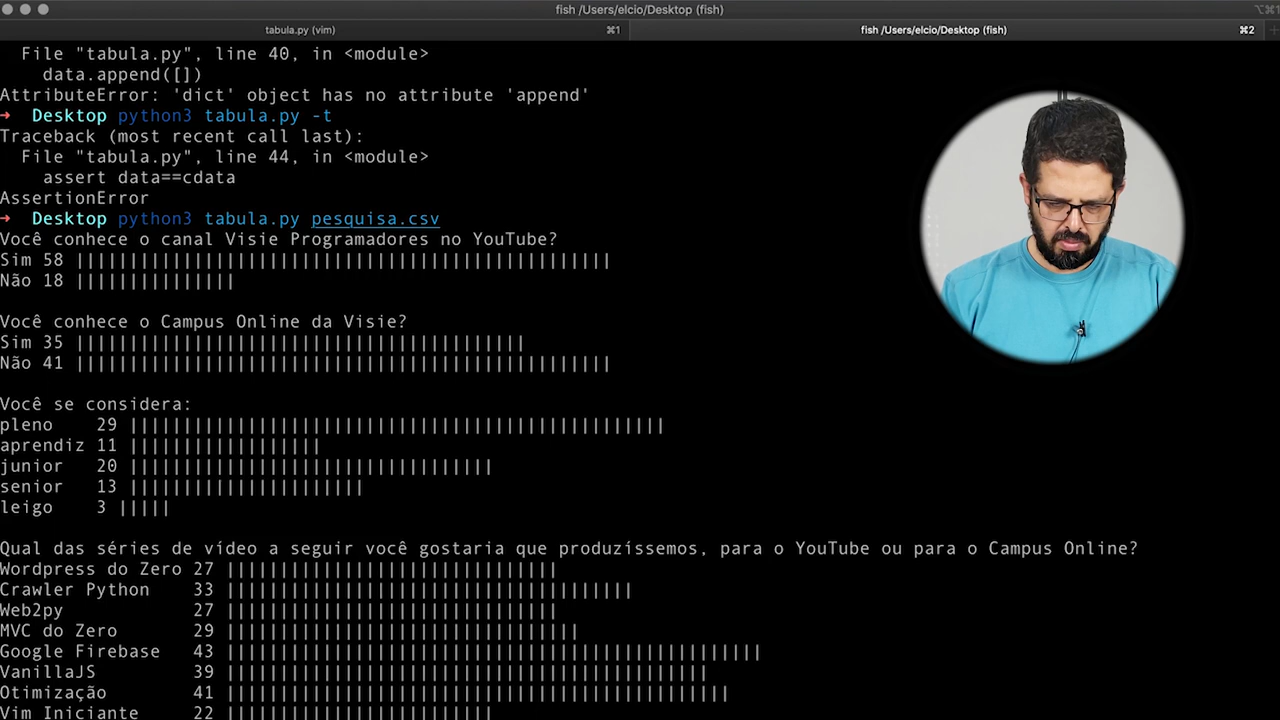 fish /Users/elcio/Desktop (fish)
⌥⌘1
tabula.py (vim) ⌘1 fish /Users/elcio/Desktop (fish) ⌘2
File "tabula.py", line 40, in <module>
data.append([])
AttributeError: 'dict' object has no attribute 'append'
→ Desktop python3 tabula.py -t
Traceback (most recent call last):
File "tabula.py", line 44, in <module>
assert data==cdata
AssertionError
→ Desktop python3 tabula.py pesquisa.csv
Você conhece o canal Visie Programadores no YouTube?
Sim 58 ||||||||||||||||||||||||||||||||||||||||||||||||||
Não 18 |||||||||||||||
Você conhece o Campus Online da Visie?
Sim 35 ||||||||||||||||||||||||||||||||||||||||||
Não 41 ||||||||||||||||||||||||||||||||||||||||||||||||||
Você se considera:
pleno 29 ||||||||||||||||||||||||||||||||||||||||||||||||||
aprendiz 11 ||||||||||||||||||
junior 20 ||||||||||||||||||||||||||||||||||
senior 13 ||||||||||||||||||||||
leigo 3 |||||
Qual das séries de vídeo a seguir você gostaria que produzíssemos, para o YouTube ou para o Campus Online?
Wordpress do Zero 27 |||||||||||||||||||||||||||||||
Crawler Python 33 ||||||||||||||||||||||||||||||||||||||
Web2py 27 |||||||||||||||||||||||||||||||
MVC do Zero 29 |||||||||||||||||||||||||||||||||
Google Firebase 43 ||||||||||||||||||||||||||||||||||||||||||||||||||
VanillaJS 39 |||||||||||||||||||||||||||||||||||||||||||||
Otimização 41 |||||||||||||||||||||||||||||||||||||||||||||||
Vim Iniciante 22 |||||||||||||||||||||||||